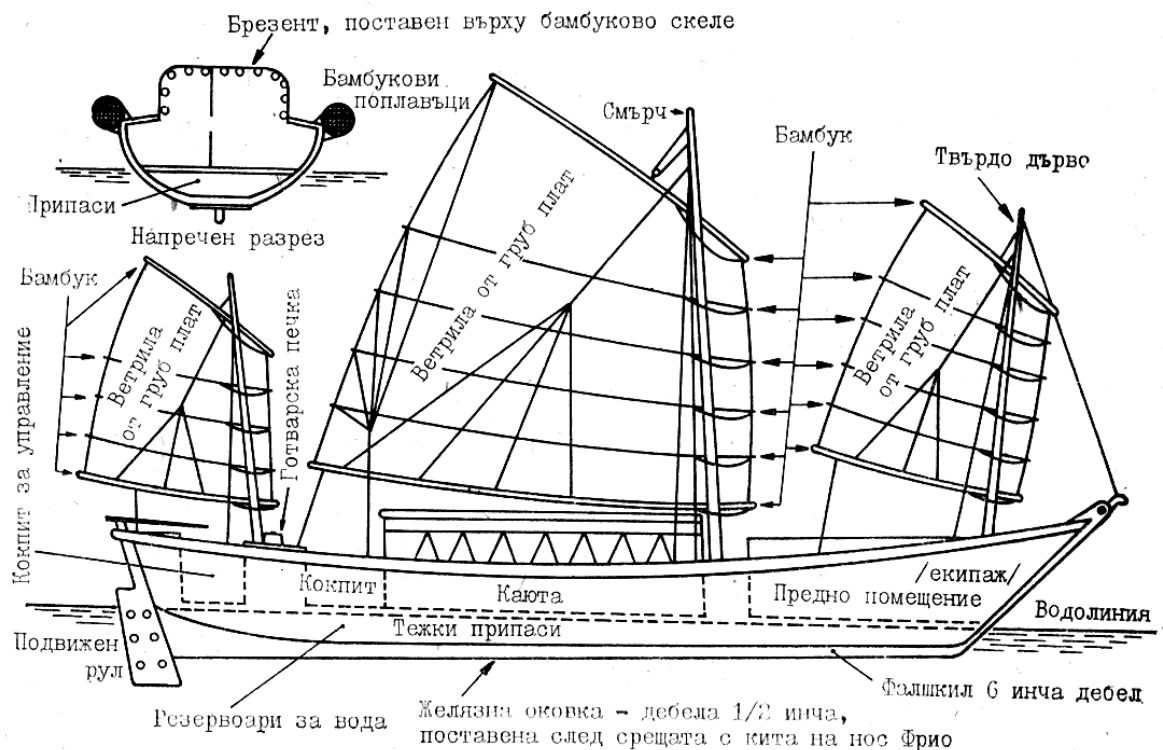 Брезент, поставен върху бамбуково скеле
Бамбукови
поплавъци
Припаси
Напречен разрез
Смърч
Бамбук
Твърдо дърво
Бамбук
Кокпит за управление
Готварска печка
Ветрила
от груб плат
Ветрила от груб плат
Ветрила
от груб плат
Кокпит
Каюта
/екипаж/
Предно помещение
Водолиния
Тежки припаси
Подвижен
рул
Резервоари за вода
Фалшкил 6 инча дебел
Желязна оковка - дебела 1/2 инча,
поставена след срещата с кита на нос Фрио